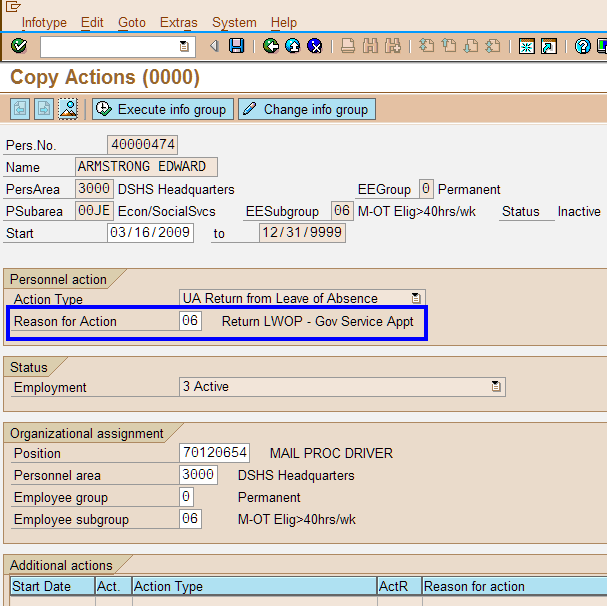 Infotype Edit Goto Extras System Help
Copy Actions (0000)
Execute info group Change info group
Pers.No. 40000474
Name ARMSTRONG EDWARD
PersArea 3000 DSHS Headquarters EEGroup 0 Permanent
PSubarea 00JE Econ/SocialSvcs EESubgroup 06 M-OT Elig>40hrs/wk Status Inactive
Start 03/16/2009 to 12/31/9999
Personnel action
Action Type UA Return from Leave of Absence
Reason for Action 06 Return LWOP - Gov Service Appt
Status
Employment 3 Active
Organizational assignment
Position 70120654 MAIL PROC DRIVER
Personnel area 3000 DSHS Headquarters
Employee group 0 Permanent
Employee subgroup 06 M-OT Elig>40hrs/wk
Additional actions
Start Date Act. Action Type ActR Reason for action